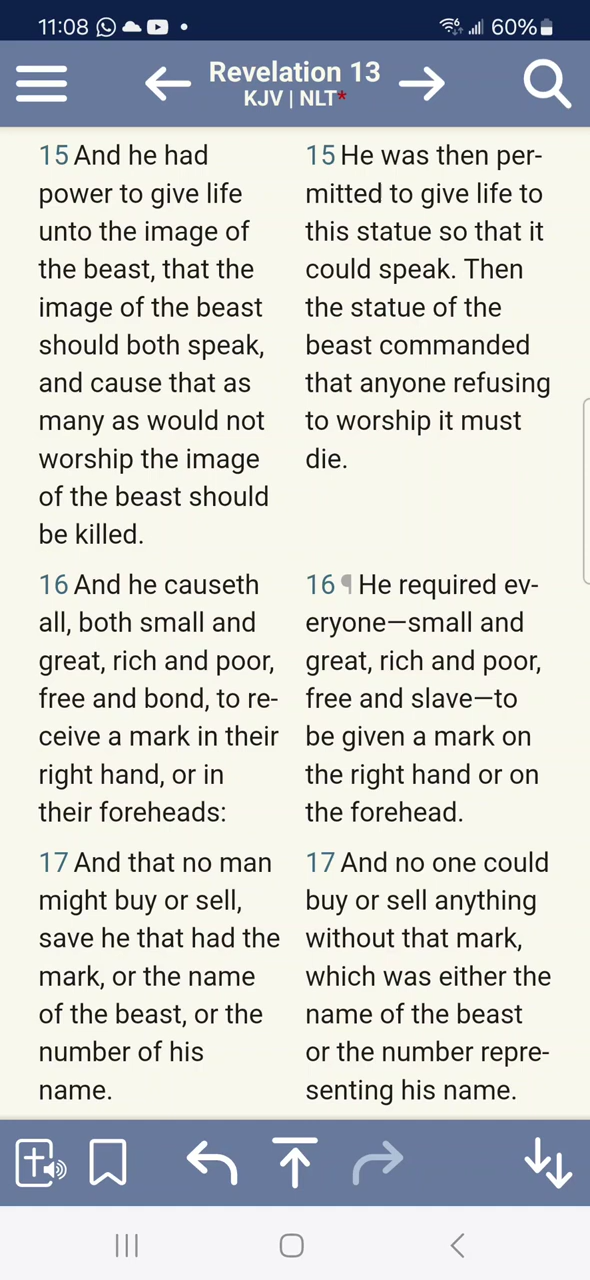 11:08 60%
Revelation 13
KJV | NLT*
15 And he had
power to give life
unto the image of
the beast, that the
image of the beast
should both speak,
and cause that as
many as would not
worship the image
of the beast should
be killed.
16 And he causeth
all, both small and
great, rich and poor,
free and bond, to re-
ceive a mark in their
right hand, or in
their foreheads:
17 And that no man
might buy or sell,
save he that had the
mark, or the name
of the beast, or the
number of his
name.
15 He was then per-
mitted to give life to
this statue so that it
could speak. Then
the statue of the
beast commanded
that anyone refusing
to worship it must
die.
16 ¶ He required ev-
eryone—small and
great, rich and poor,
free and slave—to
be given a mark on
the right hand or on
the forehead.
17 And no one could
buy or sell anything
without that mark,
which was either the
name of the beast
or the number repre-
senting his name.